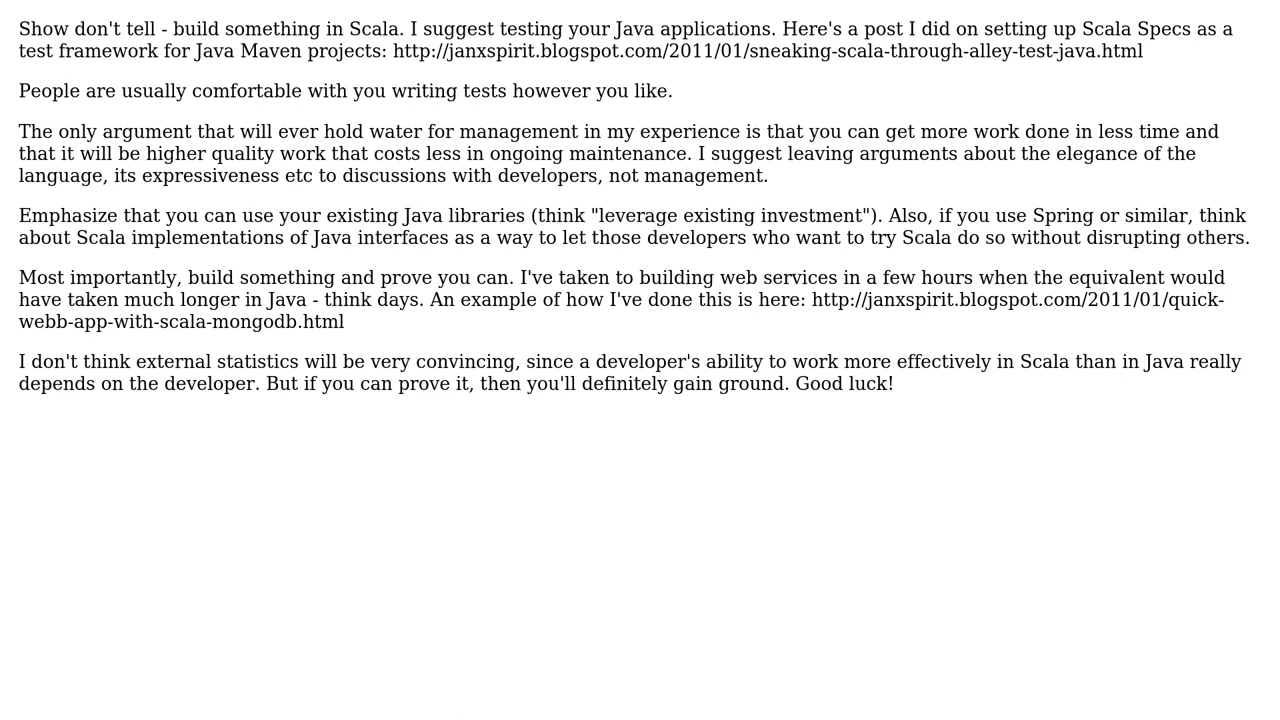 Show don't tell - build something in Scala. I suggest testing your Java applications. Here's a post I did on setting up Scala Specs as a
test framework for Java Maven projects: http://janxspirit.blogspot.com/2011/01/sneaking-scala-through-alley-test-java.html
People are usually comfortable with you writing tests however you like.
The only argument that will ever hold water for management in my experience is that you can get more work done in less time and
that it will be higher quality work that costs less in ongoing maintenance. I suggest leaving arguments about the elegance of the
language, its expressiveness etc to discussions with developers, not management.
Emphasize that you can use your existing Java libraries (think "leverage existing investment"). Also, if you use Spring or similar, think
about Scala implementations of Java interfaces as a way to let those developers who want to try Scala do so without disrupting others.
Most importantly, build something and prove you can. I've taken to building web services in a few hours when the equivalent would
have taken much longer in Java - think days. An example of how I've done this is here: http://janxspirit.blogspot.com/2011/01/quick-
webb-app-with-scala-mongodb.html
I don't think external statistics will be very convincing, since a developer's ability to work more effectively in Scala than in Java really
depends on the developer. But if you can prove it, then you'll definitely gain ground. Good luck!